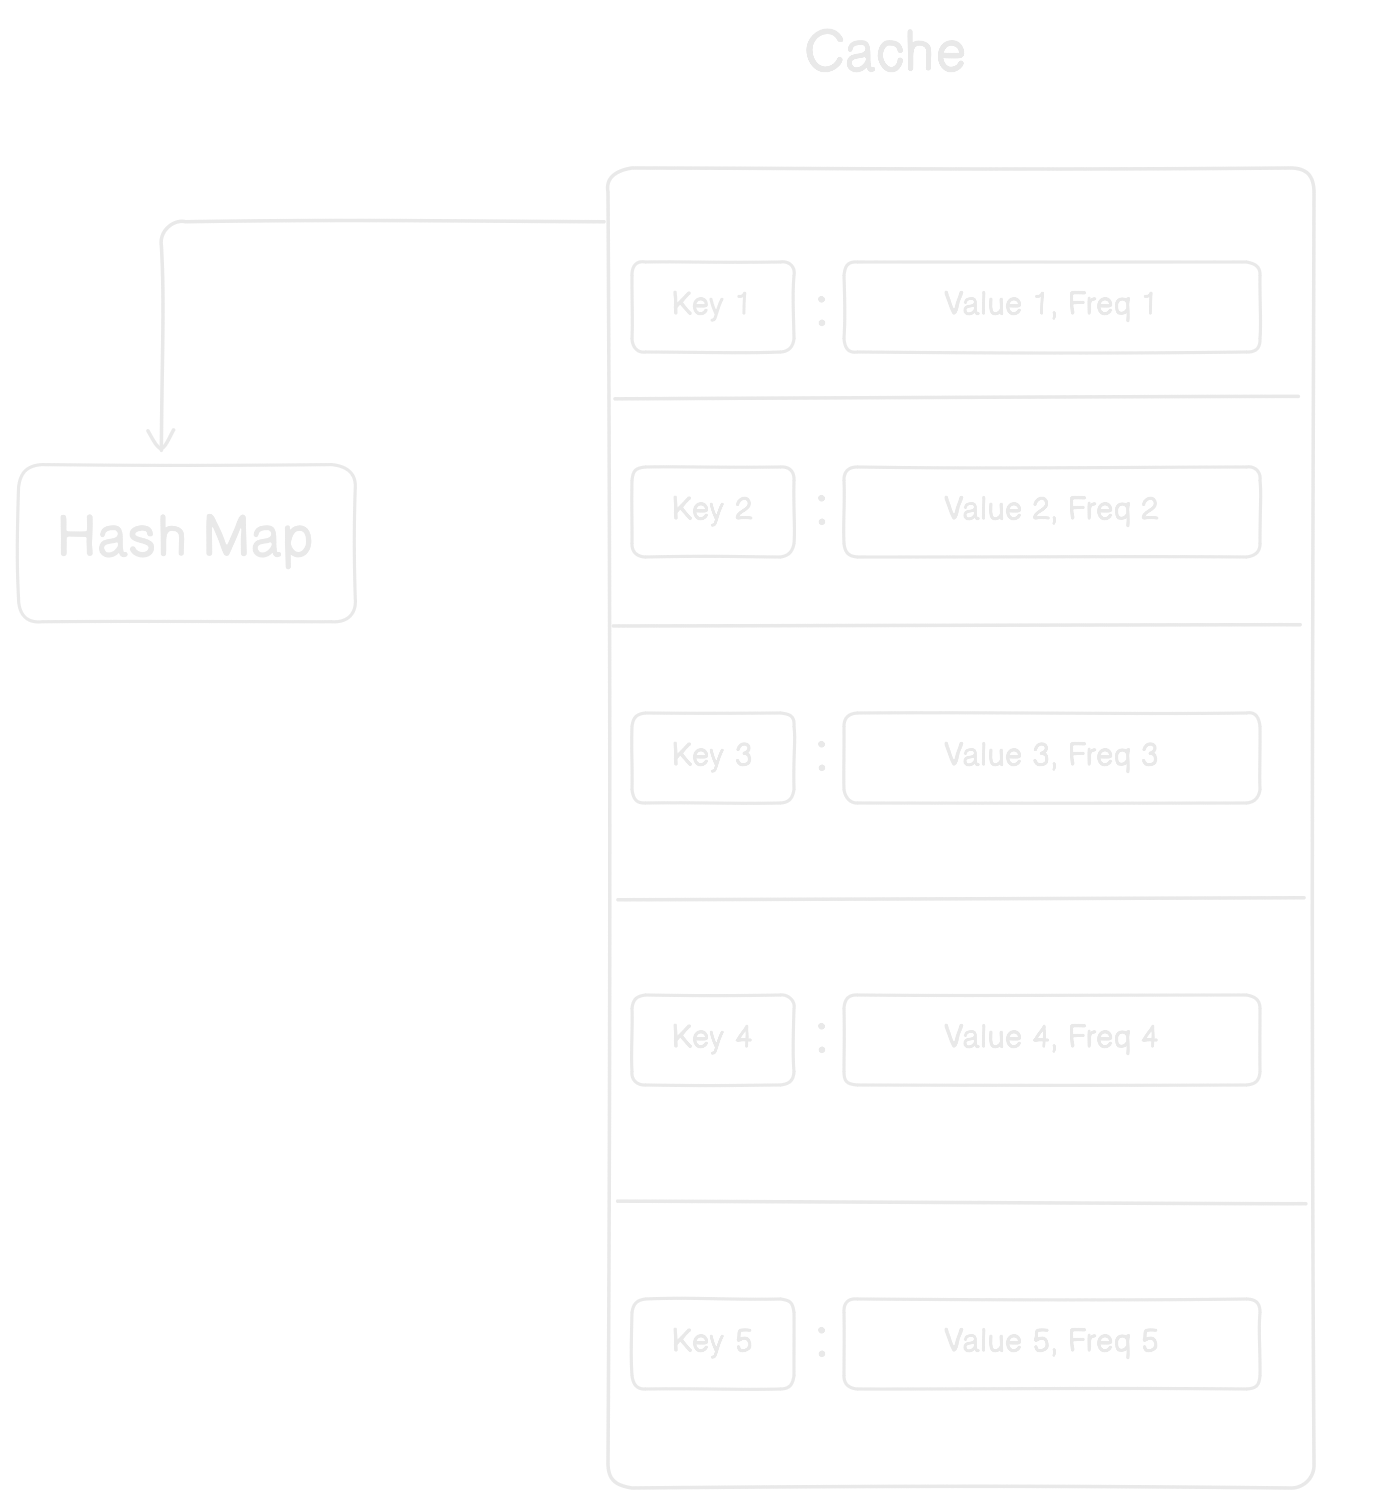 Cache
Key 1 : Value 1, Freq 1
Hash Map
Key 2 : Value 2, Freq 2
Key 3 : Value 3, Freq 3
Key 4 : Value 4, Freq 4
Key 5 : Value 5, Freq 5